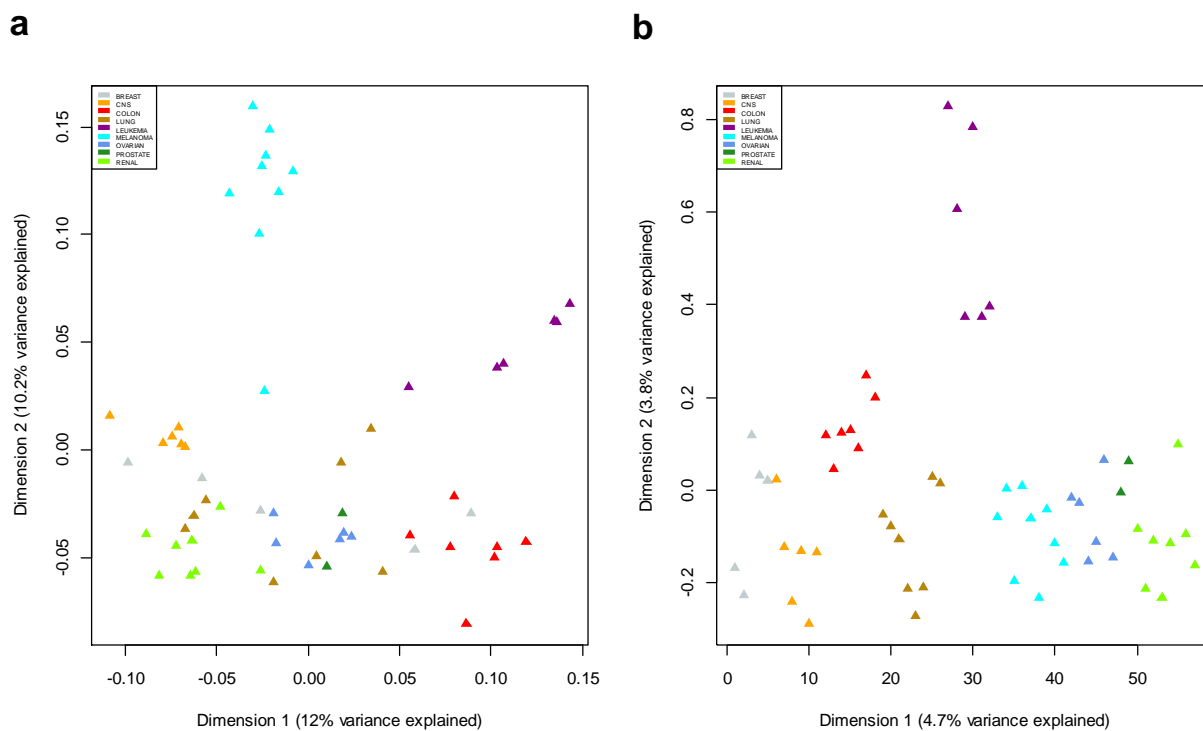 a
BREAST
CNS
COLON
LUNG
LEUKEMIA
MELANOMA
OVARIAN
PROSTATE
RENAL
0.15
0.10
0.05
0.00
-0.05
Dimension 2 (10.2% variance explained)
-0.10 -0.05 0.00 0.05 0.10 0.15
Dimension 1 (12% variance explained)
b
BREAST
CNS
COLON
LUNG
LEUKEMIA
MELANOMA
OVARIAN
PROSTATE
RENAL
0.8
0.6
0.4
0.2
0.0
-0.2
Dimension 2 (3.8% variance explained)
0 10 20 30 40 50
Dimension 1 (4.7% variance explained)